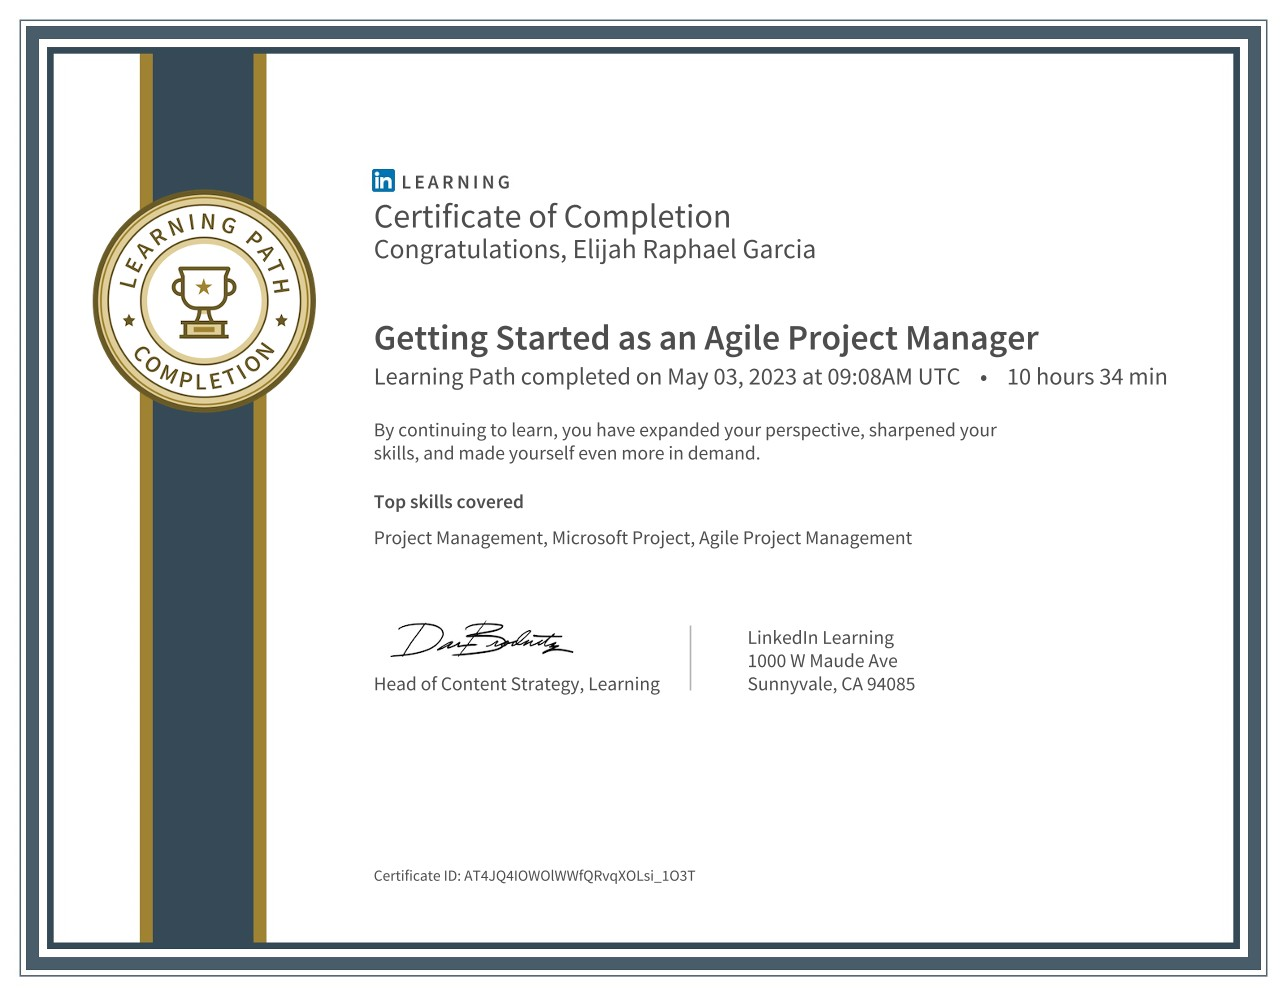 LEARNING PATH
COMPLETION
in LEARNING
Certificate of Completion
Congratulations, Elijah Raphael Garcia
Getting Started as an Agile Project Manager
Learning Path completed on May 03, 2023 at 09:08AM UTC • 10 hours 34 min
By continuing to learn, you have expanded your perspective, sharpened your
skills, and made yourself even more in demand.
Top skills covered
Project Management, Microsoft Project, Agile Project Management
Head of Content Strategy, Learning
LinkedIn Learning
1000 W Maude Ave
Sunnyvale, CA 94085
Certificate ID: AT4JQ4IOWOlWWfQRvqXOLsi_1O3T